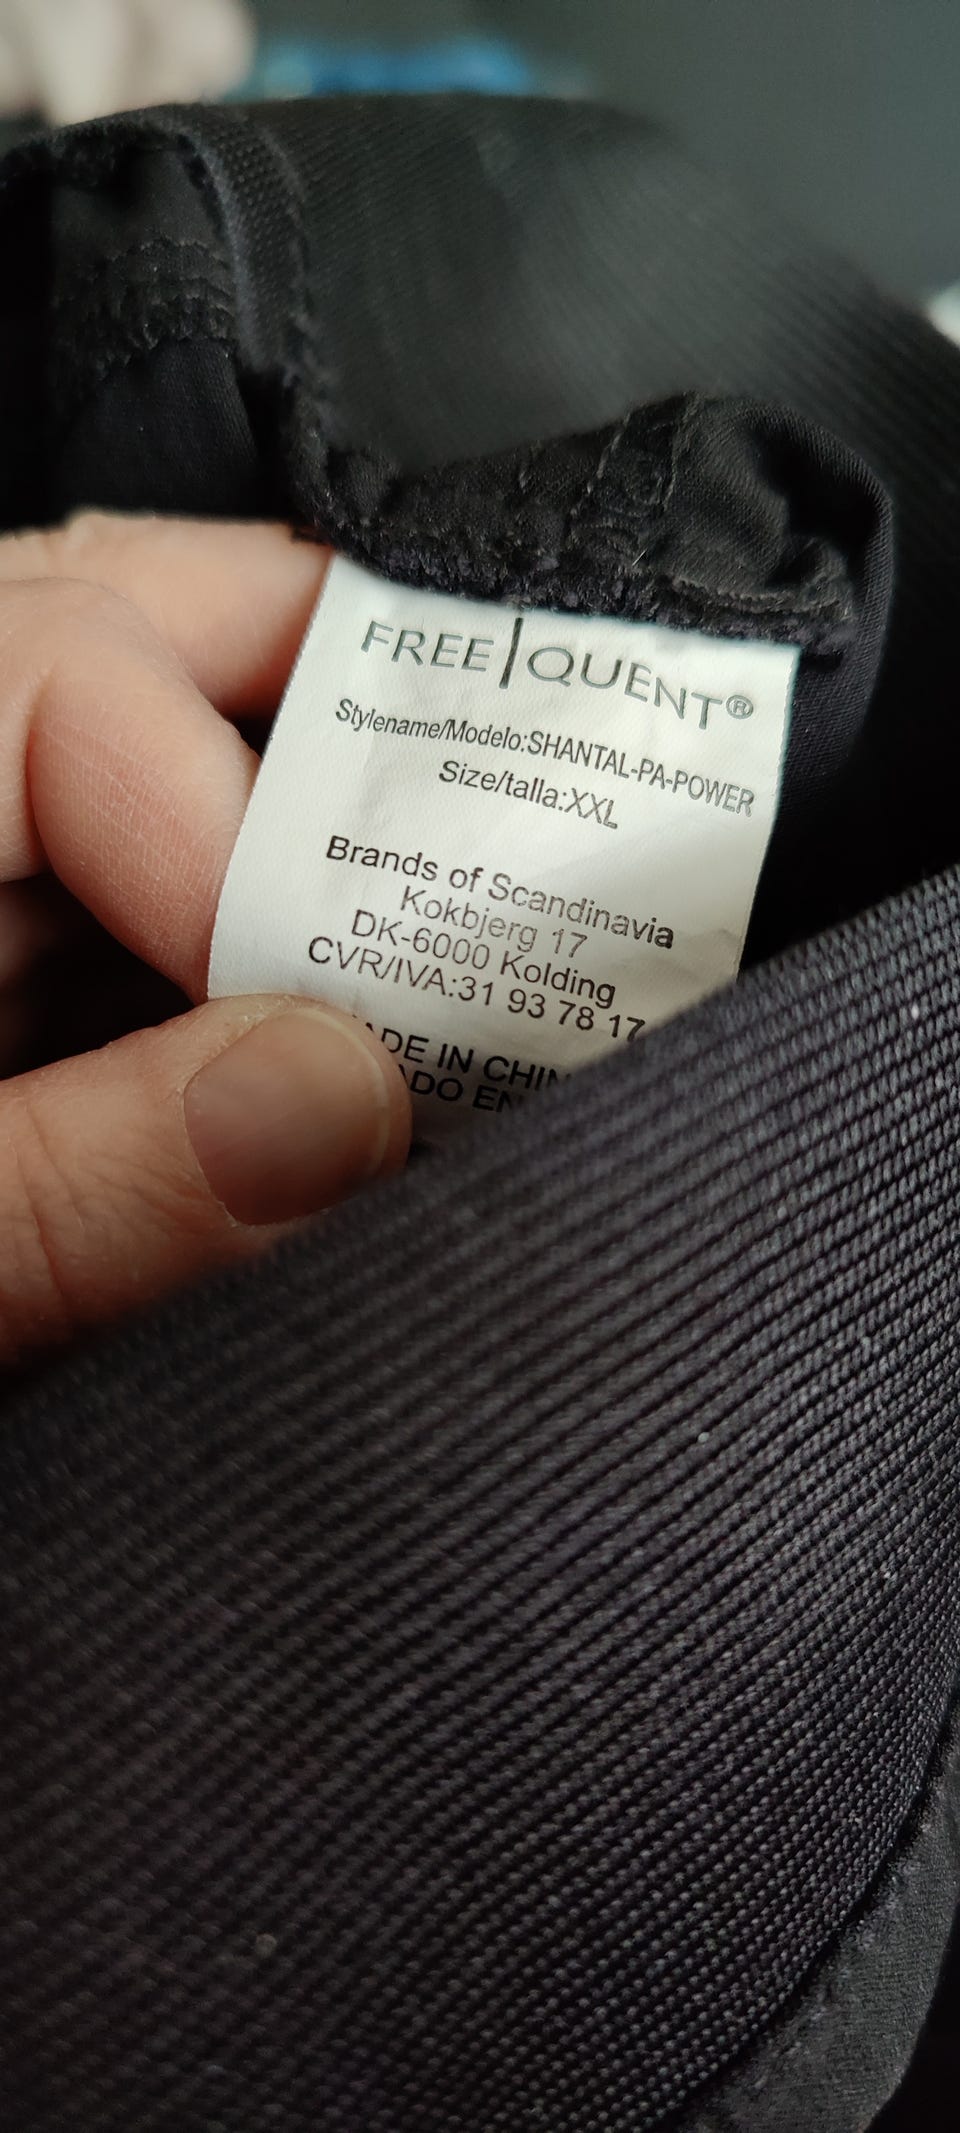 FREE|QUENT®
Stylename/Modelo:SHANTAL-PA-POWER
Size/talla:XXL
Brands of Scandinavia
Kokbjerg 17
DK-6000 Kolding
CVR/IVA:31 93 78 17
IN